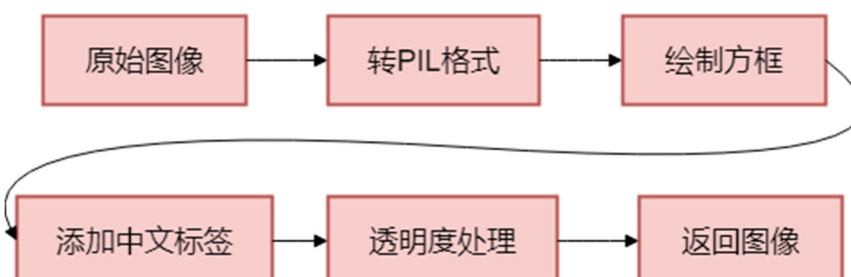 原始图像
转PIL格式
绘制方框
添加中文标签
透明度处理
返回图像